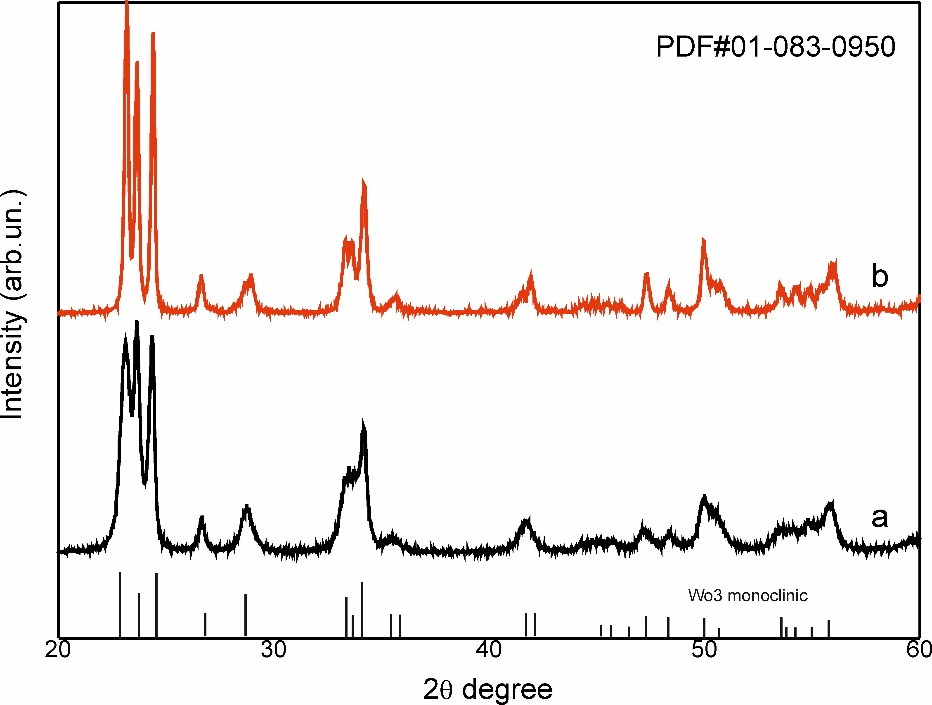 PDF#01-083-0950
Intensity (arb.un.)
b
a
Wo3 monoclinic
20 30 40 50 60
2θ degree